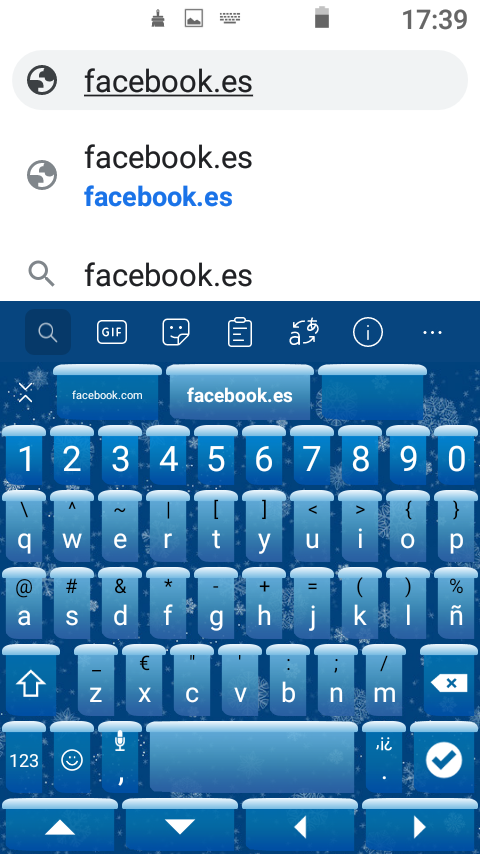 17:39
facebook.es
facebook.es
facebook.es
facebook.es
GIF
facebook.com facebook.es
1 2 3 4 5 6 7 8 9 0
\ ^ ~ | [ ] < > { }
q w e r t y u i o p
@ # & * - + = ( ) %
a s d f g h j k l ñ
_ € " ' : ; /
z x c v b n m
,¡¿
123 , .